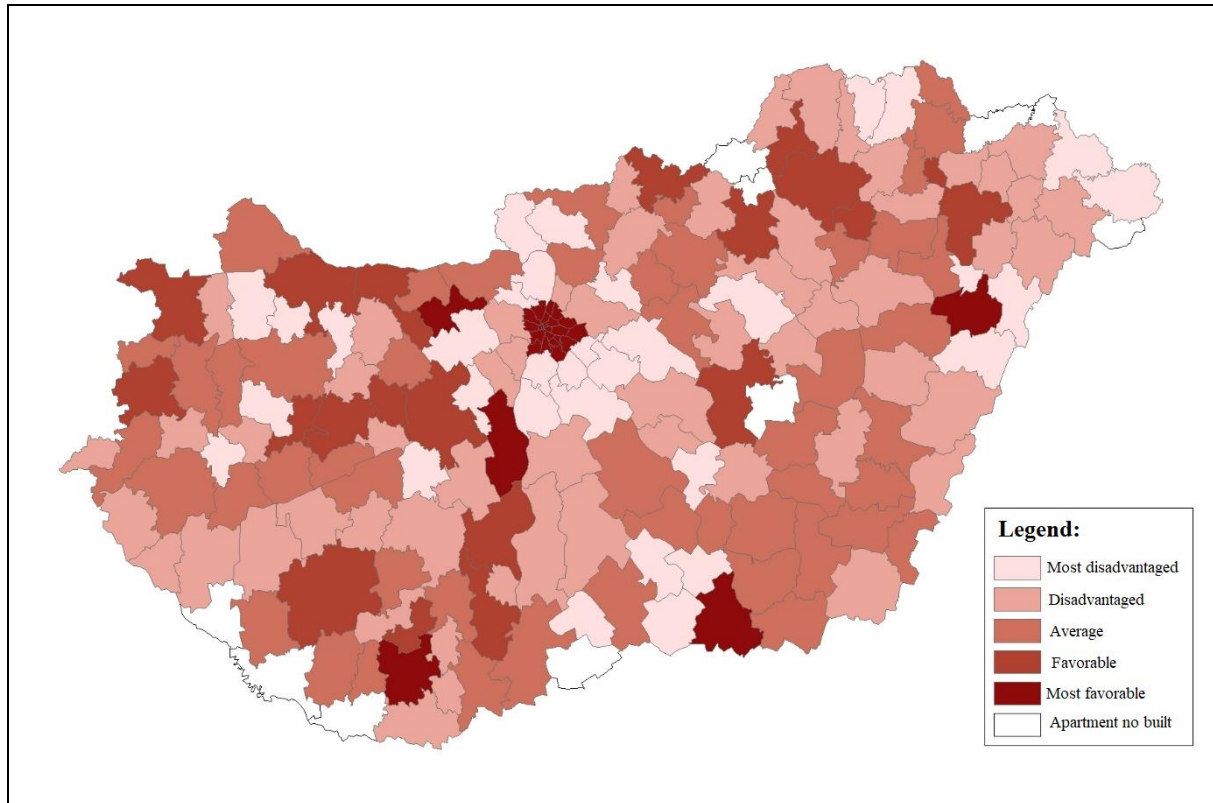 Legend:
Most disadvantaged
Disadvantaged
Average
Favorable
Most favorable
Apartment no built